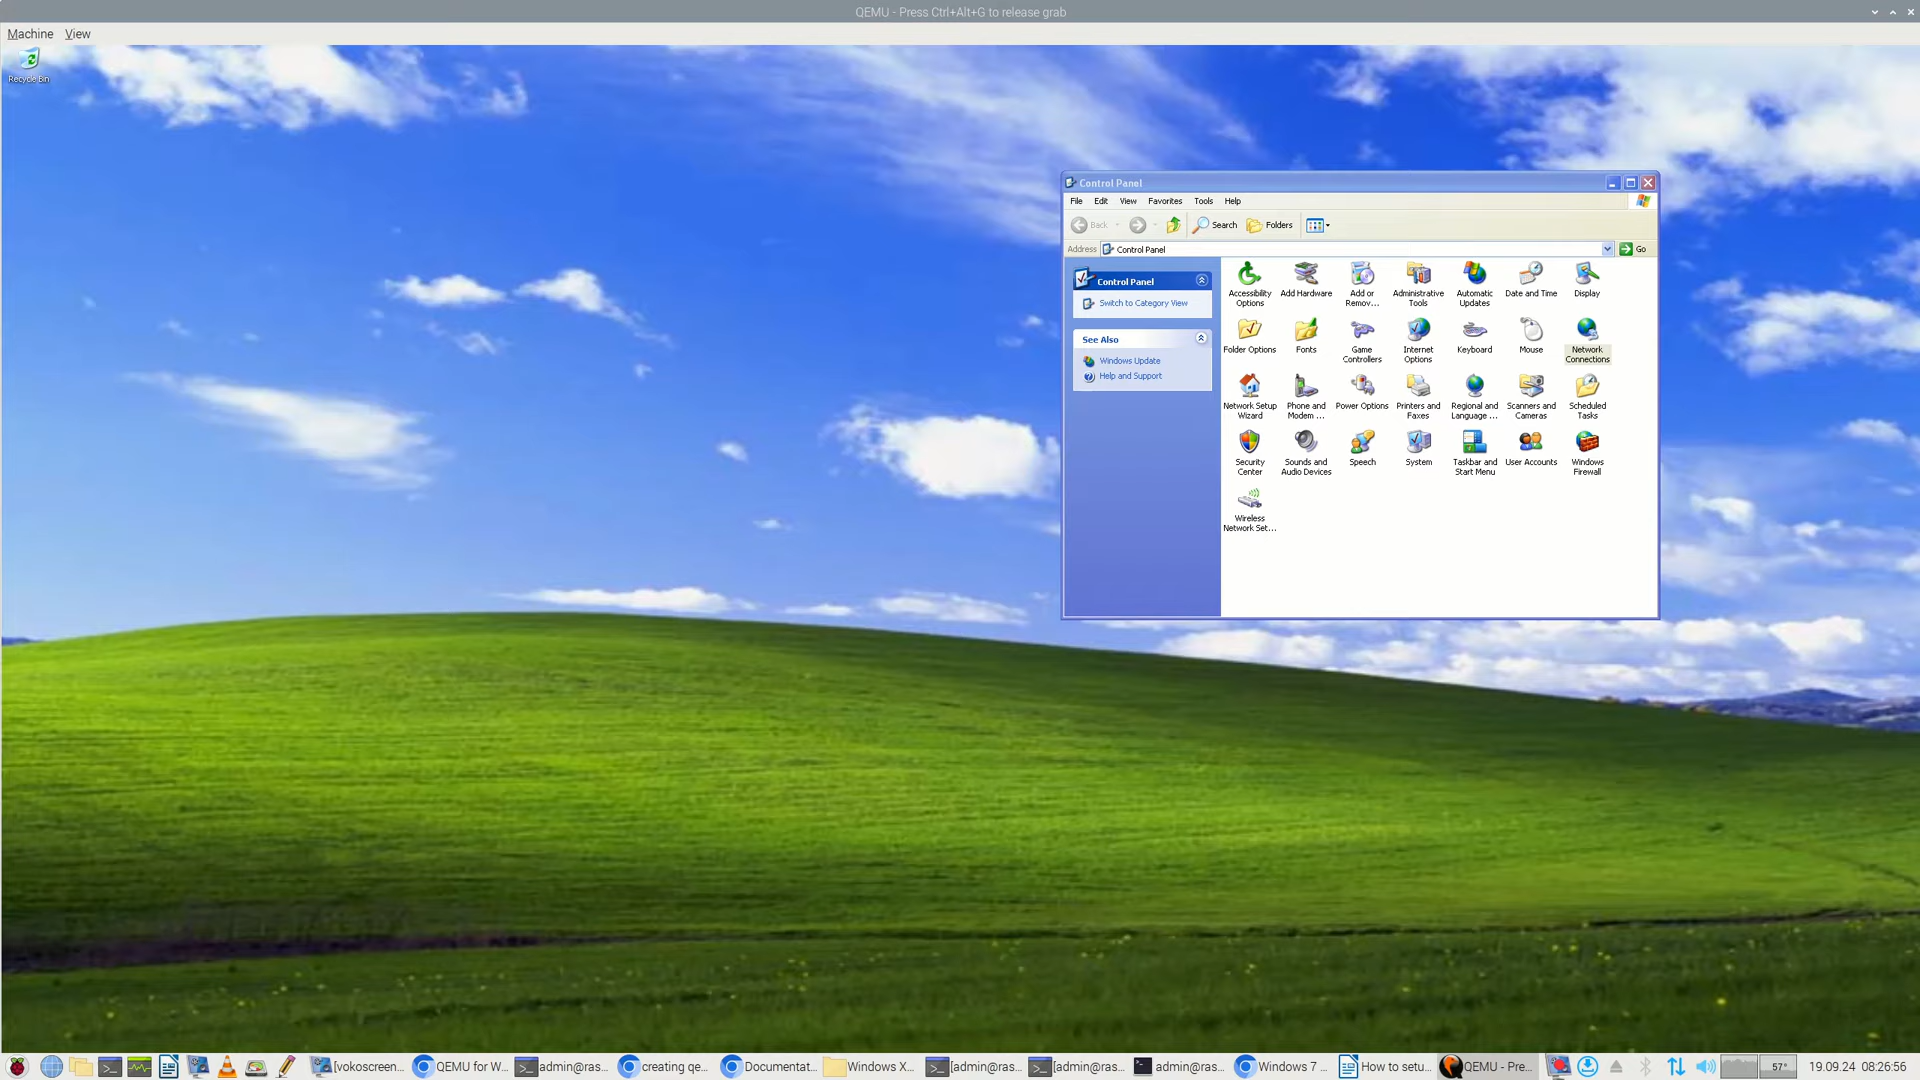 QEMU - Press Ctrl+Alt+G to release grab
Machine View
Recycle Bin
Control Panel
File Edit View Favorites Tools Help
Back Search Folders
Address Control Panel Go
Control Panel
Switch to Category View
See Also
Windows Update
Help and Support
Accessibility Options
Add Hardware
Add or Remov...
Administrative Tools
Automatic Updates
Date and Time
Display
Folder Options
Fonts
Game Controllers
Internet Options
Keyboard
Mouse
Network Connections
Network Setup Wizard
Phone and Modem ...
Power Options
Printers and Faxes
Regional and Language ...
Scanners and Cameras
Scheduled Tasks
Security Center
Sounds and Audio Devices
Speech
System
Taskbar and Start Menu
User Accounts
Windows Firewall
Wireless Network Set...
[vokoscreen... QEMU for W... admin@ras... creating qe... Documentat... Windows X... [admin@ras... [admin@ras... admin@ras... Windows 7 ... How to setu... QEMU - Pre... 57° 19.09.24 08:26:56